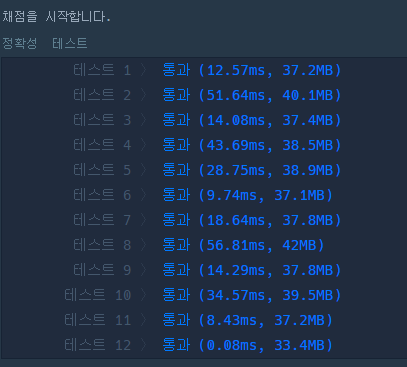 채점을 시작합니다.
정확성 테스트
테스트 1 〉 통과 (12.57ms, 37.2MB)
테스트 2 〉 통과 (51.64ms, 40.1MB)
테스트 3 〉 통과 (14.08ms, 37.4MB)
테스트 4 〉 통과 (43.69ms, 38.5MB)
테스트 5 〉 통과 (28.75ms, 38.9MB)
테스트 6 〉 통과 (9.74ms, 37.1MB)
테스트 7 〉 통과 (18.64ms, 37.8MB)
테스트 8 〉 통과 (56.81ms, 42MB)
테스트 9 〉 통과 (14.29ms, 37.8MB)
테스트 10 〉 통과 (34.57ms, 39.5MB)
테스트 11 〉 통과 (8.43ms, 37.2MB)
테스트 12 〉 통과 (0.08ms, 33.4MB)